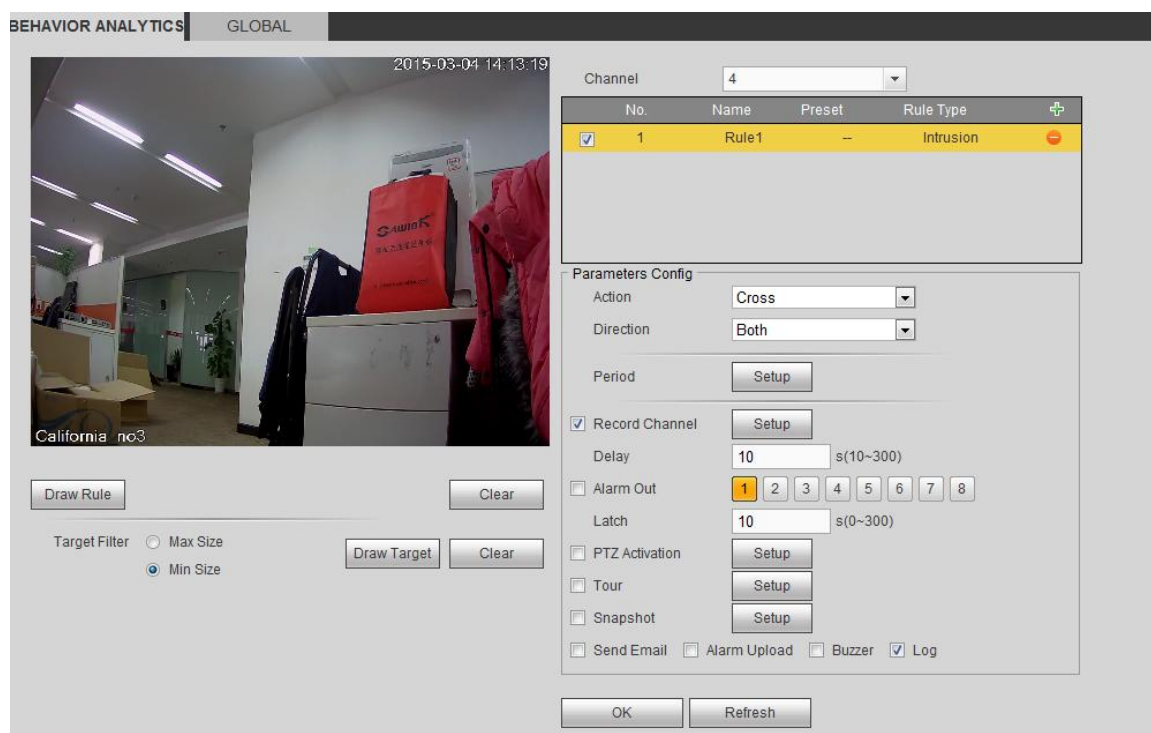 BEHAVIOR ANALYTICS GLOBAL
2015-03-04 14:13:19
California no3
Draw Rule Clear
Target Filter Max Size
Min Size
Draw Target Clear
Channel 4
No. Name Preset Rule Type
1 Rule1 -- Intrusion
Parameters Config
Action Cross
Direction Both
Period Setup
Record Channel Setup
Delay 10 s(10~300)
Alarm Out 1 2 3 4 5 6 7 8
Latch 10 s(0~300)
PTZ Activation Setup
Tour Setup
Snapshot Setup
Send Email Alarm Upload Buzzer Log
OK Refresh